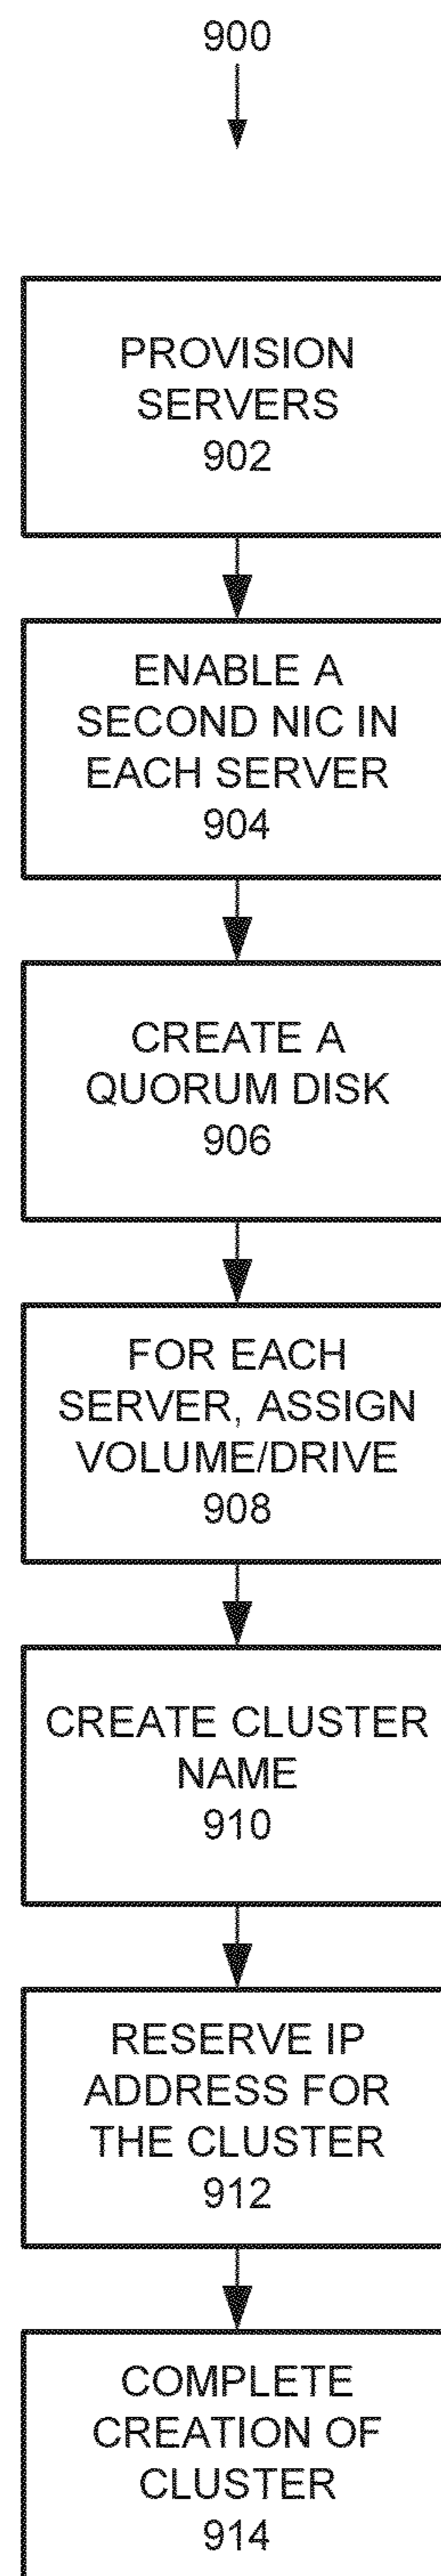 900
PROVISION
SERVERS
902
ENABLE A
SECOND NIC IN
EACH SERVER
904
CREATE A
QUORUM DISK
906
FOR EACH
SERVER, ASSIGN
VOLUME/DRIVE
908
CREATE CLUSTER
NAME
910
RESERVE IP
ADDRESS FOR
THE CLUSTER
912
COMPLETE
CREATION OF
CLUSTER
914